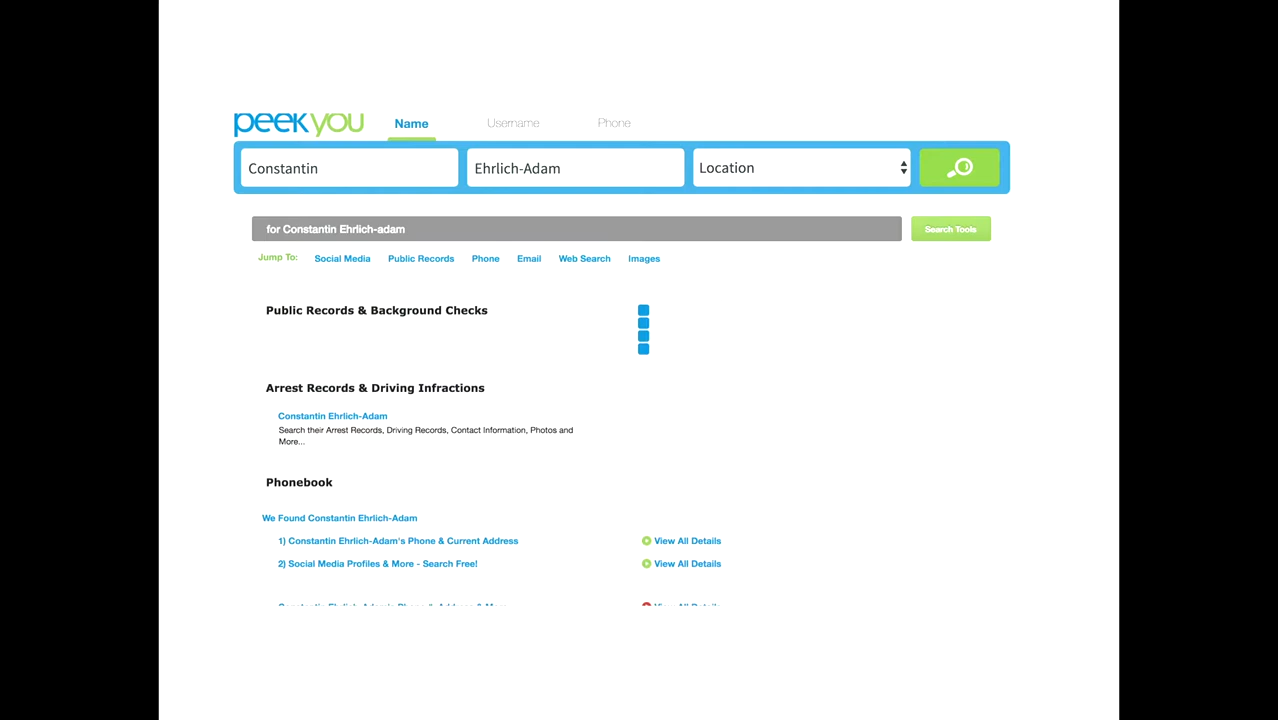 peekyou Name Username Phone
Constantin Ehrlich-Adam Location
for Constantin Ehrlich-adam Search Tools
Jump To: Social Media Public Records Phone Email Web Search Images
Public Records & Background Checks
Arrest Records & Driving Infractions
Constantin Ehrlich-Adam
Search their Arrest Records, Driving Records, Contact Information, Photos and
More...
Phonebook
We Found Constantin Ehrlich-Adam
1) Constantin Ehrlich-Adam's Phone & Current Address View All Details
2) Social Media Profiles & More - Search Free! View All Details